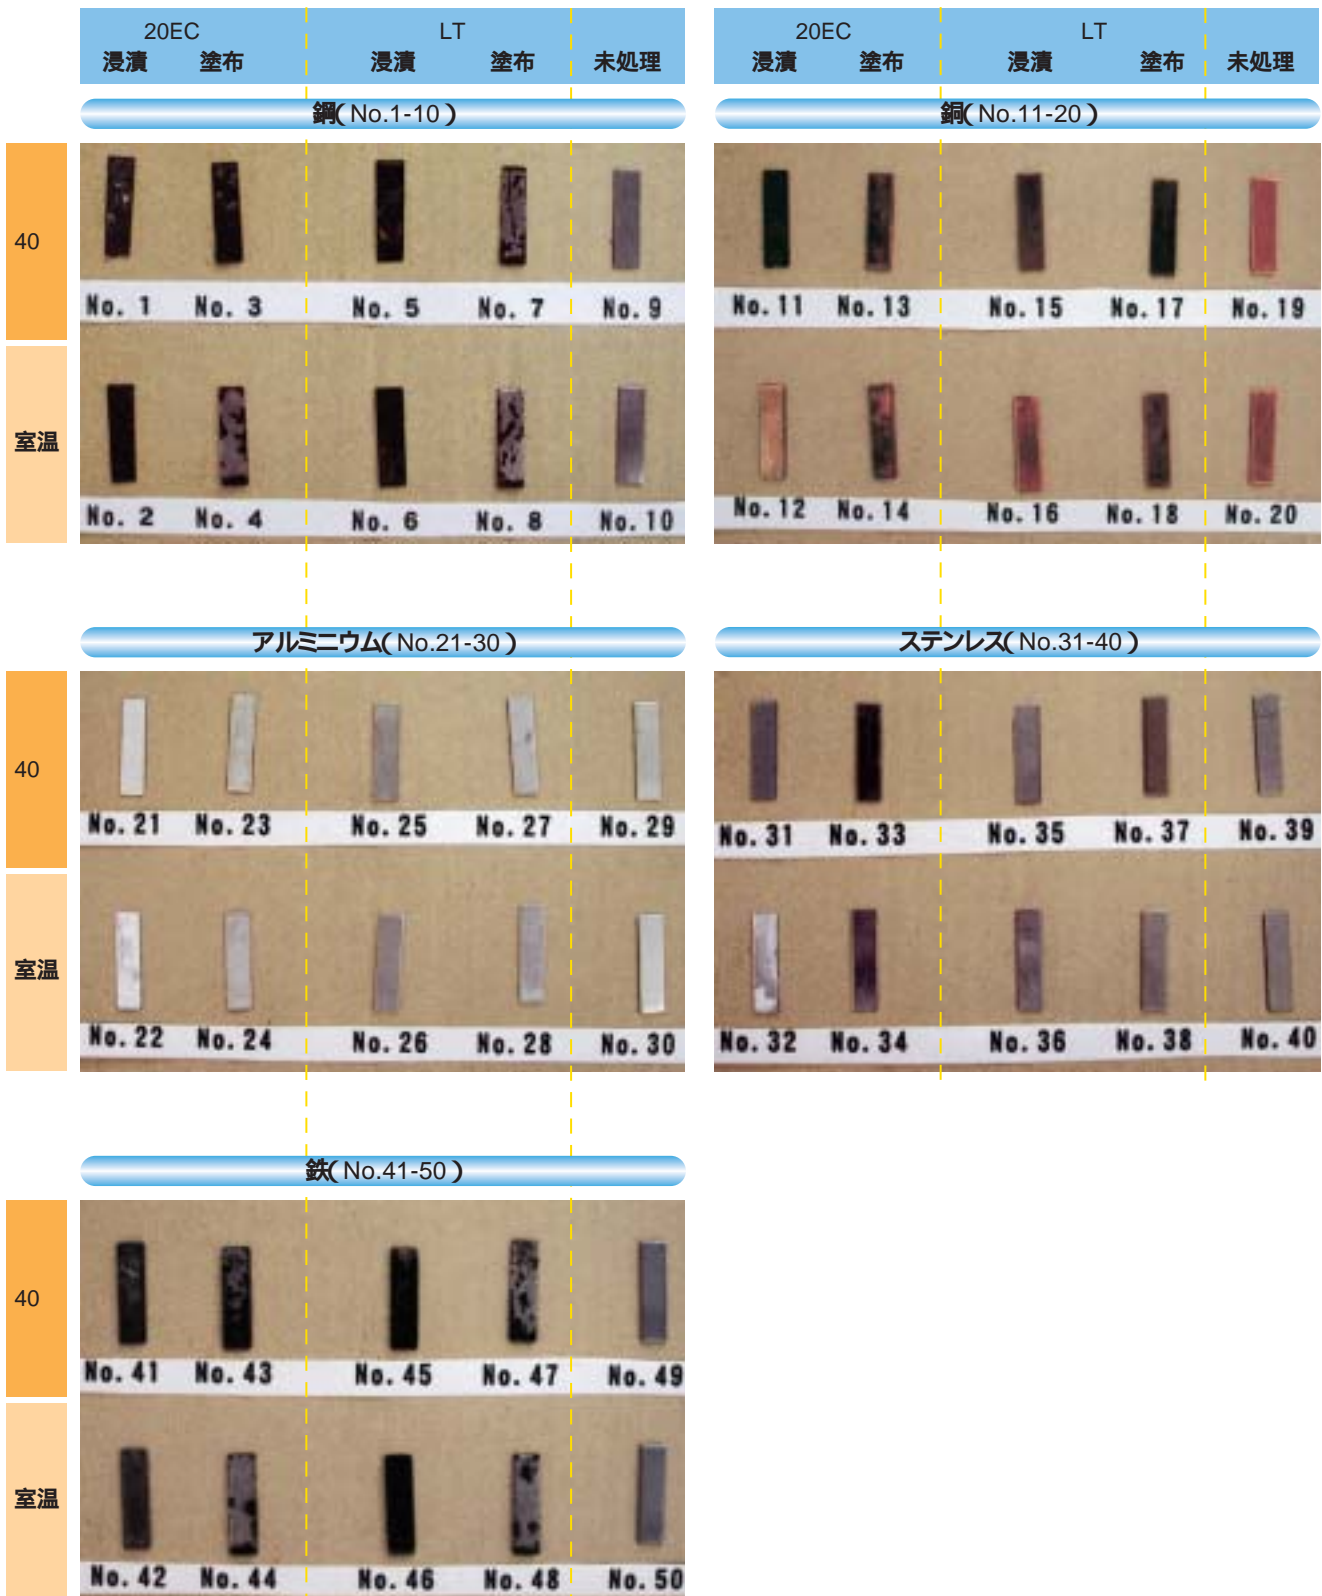 20EC LT
浸漬 塗布 浸漬 塗布 未処理
20EC LT
浸漬 塗布 浸漬 塗布 未処理
鋼(No.1-10)
40
No. 1 No. 3 No. 5 No. 7 No. 9
室温
No. 2 No. 4 No. 6 No. 8 No. 10
銅(No.11-20)
No. 11 No. 13 No. 15 No. 17 No. 19
No. 12 No. 14 No. 16 No. 18 No. 20
アルミニウム(No.21-30)
40
No. 21 No. 23 No. 25 No. 27 No. 29
室温
No. 22 No. 24 No. 26 No. 28 No. 30
ステンレス(No.31-40)
No. 31 No. 33 No. 35 No. 37 No. 39
No. 32 No. 34 No. 36 No. 38 No. 40
鉄(No.41-50)
40
No. 41 No. 43 No. 45 No. 47 No. 49
室温
No. 42 No. 44 No. 46 No. 48 No. 50